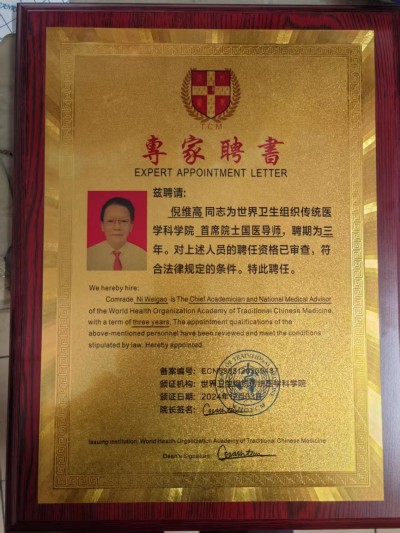 TCM
專家聘書
EXPERT APPOINTMENT LETTER
兹聘请:
倪维高 同志为世界卫生组织传统医
学科学院 首席院士国医导师，聘期为三
年。对上述人员的聘任资格已审查，符
合法律规定的条件。特此聘任。
We hereby hire:
Comrade Ni Weigao is The Chief Academician and National Medical Advisor
of the World Health Organization Academy of Traditional Chinese Medicine,
with a term of three years. The appointment qualifications of the
above-mentioned personnel have been reviewed and meet the conditions
stipulated by law. Hereby appointed.
备案编号:
颁证机构: 世界卫生组织传统医学科学院
颁证日期: 2024年12月03日
院长签名:
Issuing institution: World Health Organization Academy of Traditional Chinese Medicine
Dean's Signature: